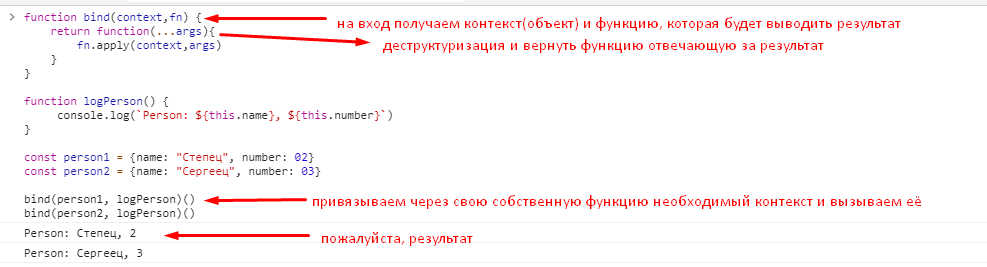 function bind(context,fn) {
на вход получаем контекст(объект) и функцию, которая будет выводить результат
return function(...args){
деструктуризация и вернуть функцию отвечающую за результат
fn.apply(context,args)
}
}
function logPerson() {
console.log(`Person: ${this.name}, ${this.number}`)
}
const person1 = {name: "Степец", number: 02}
const person2 = {name: "Сергеец", number: 03}
bind(person1, logPerson)()
привязываем через свою собственную функцию необходимый контекст и вызываем её
bind(person2, logPerson)()
Person: Степец, 2
пожалуйста, результат
Person: Сергеец, 3